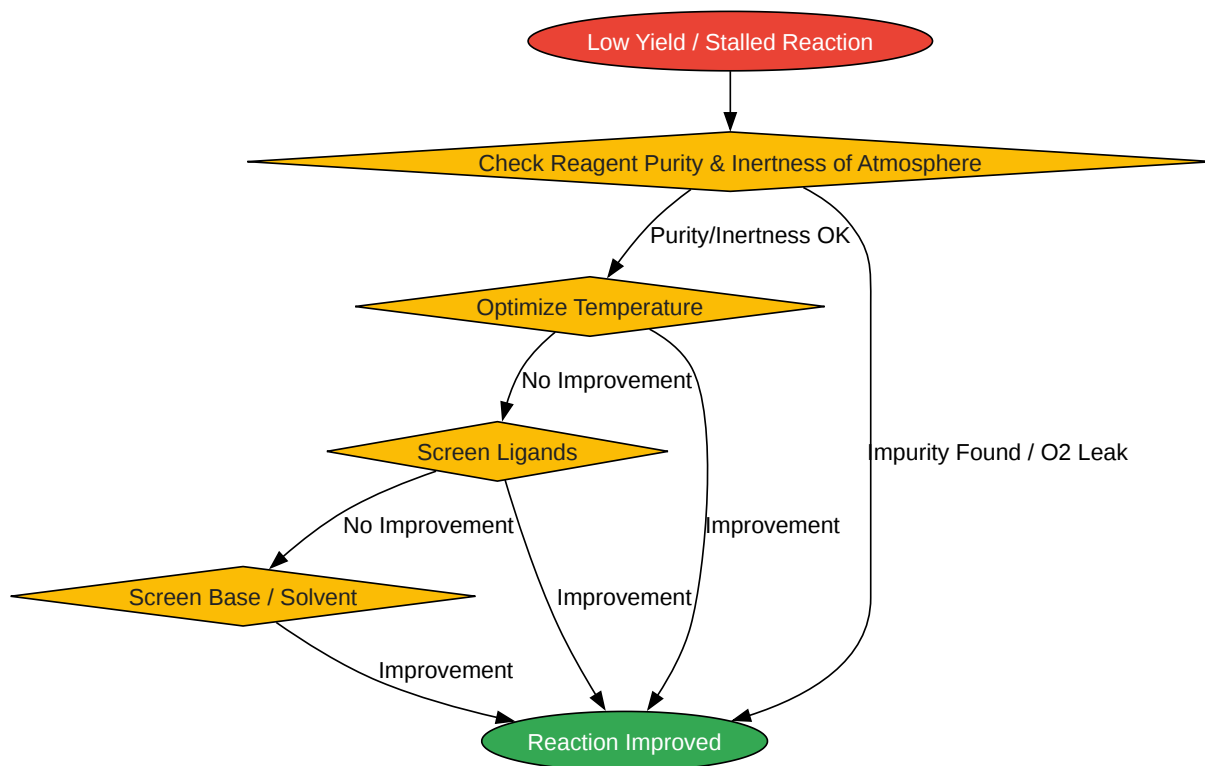 Low Yield / Stalled Reaction
Check Reagent Purity & Inertness of Atmosphere
Purity/Inertness OK
Optimize Temperature
No Improvement
Screen Ligands
Impurity Found / O2 Leak
No Improvement
Improvement
Screen Base / Solvent
Improvement
Improvement
Reaction Improved